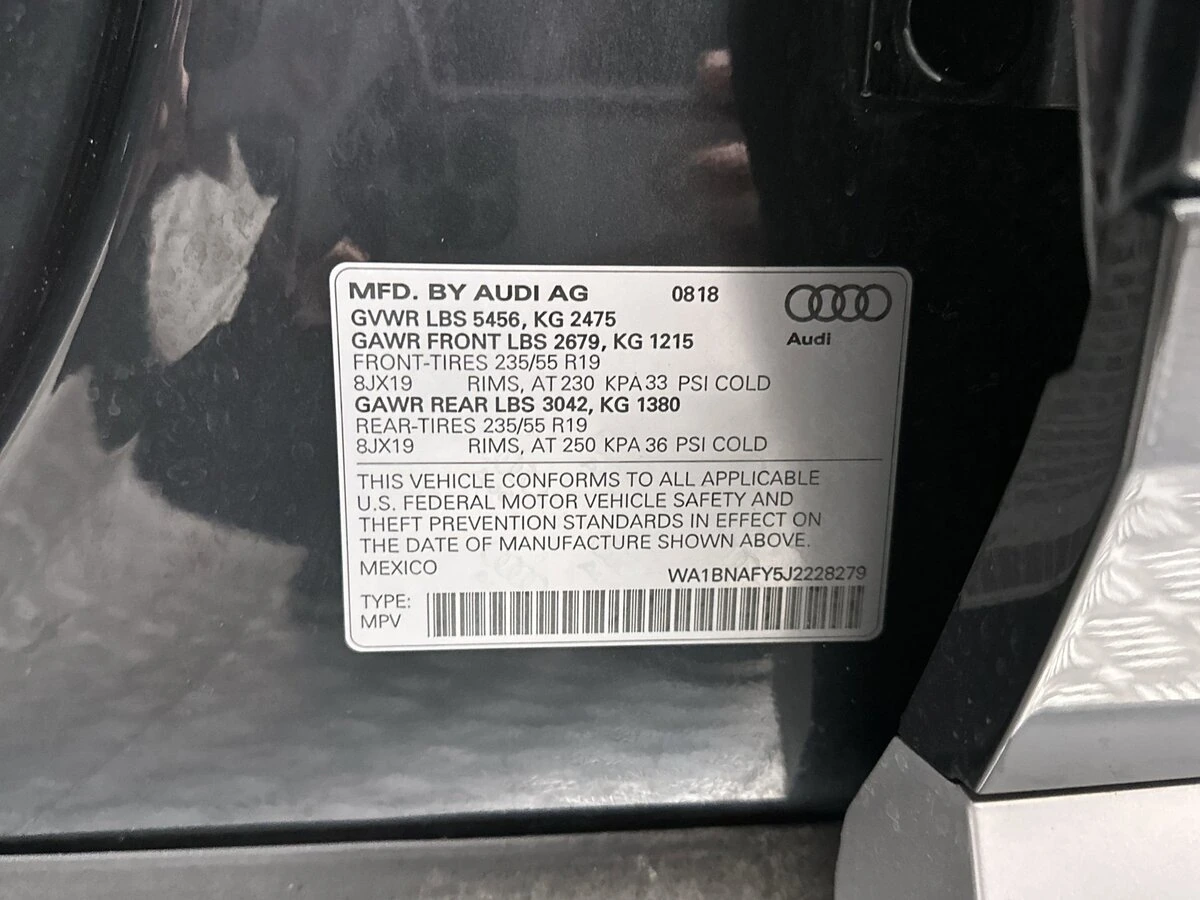 MFD. BY AUDI AG 0818
GVWR LBS 5456, KG 2475
GAWR FRONT LBS 2679, KG 1215
Audi
FRONT-TIRES 235/55 R19
8JX19 RIMS, AT 230 KPA 33 PSI COLD
GAWR REAR LBS 3042, KG 1380
REAR-TIRES 235/55 R19
8JX19 RIMS, AT 250 KPA 36 PSI COLD
THIS VEHICLE CONFORMS TO ALL APPLICABLE
U.S. FEDERAL MOTOR VEHICLE SAFETY AND
THEFT PREVENTION STANDARDS IN EFFECT ON
THE DATE OF MANUFACTURE SHOWN ABOVE.
MEXICO WA1BNAFY5J2228279
TYPE:
MPV